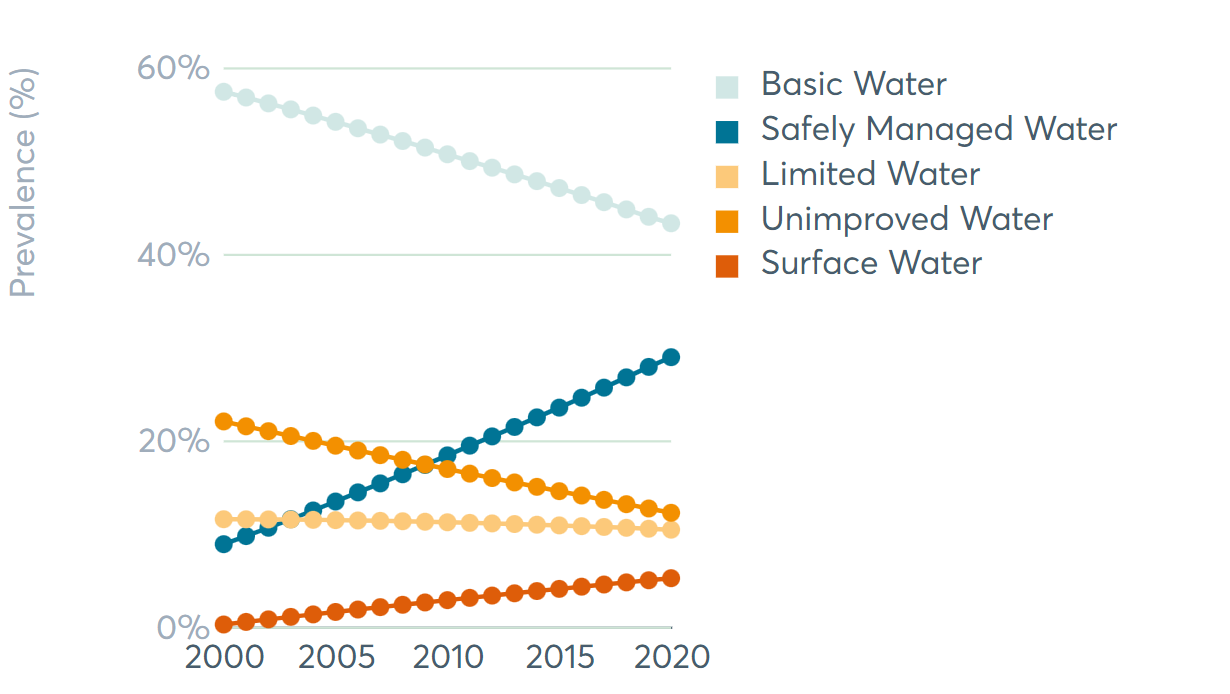 Prevalence (%)
60%
40%
20%
0%
2000 2005 2010 2015 2020
Basic Water
Safely Managed Water
Limited Water
Unimproved Water
Surface Water